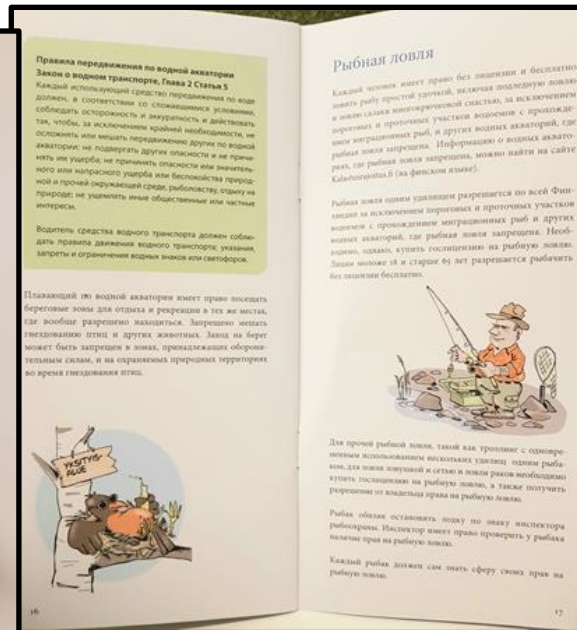 Правила передвижения по водной акватории
Закон о водном транспорте, Глава 2 Статья 5
Каждый использующий средство передвижения по воде
должен, в соответствии со сложившимися условиями,
соблюдать осторожность и аккуратность и действовать
так, чтобы, за исключением крайней необходимости, не
осложнять или мешать передвижению других по водной
акватории; не подвергать других опасности и не причи-
нять им ущерба; не причинять опасности или значитель-
ного или напрасного ущерба или беспокойства природ-
ной и прочей окружающей среде, рыболовству, отдыху на
природе; не ущемлять иные общественные или частные
интересы.
Водитель средства водного транспорта должен соблю-
дать правила движения водного транспорта; указания,
запреты и ограничения водных знаков или светофоров.
Плавающий по водной акватории имеет право посещать
береговые зоны для отдыха и рекреации в тех же местах,
где вообще разрешено находиться. Запрещено мешать
гнездованию птиц и других животных. Заход на берег
может быть запрещен в зонах, принадлежащих оборони-
тельным силам, и на охраняемых природных территориях
во время гнездования птиц.
YKSITYIS-
ALUE
16
Рыбная ловля
Каждый человек имеет право без лицензии и бесплатно
ловить рыбу простой удочкой, включая подледную ловлю
и ловлю салаки многокрючковой снастью, за исключением
пороговых и проточных участков водоемов с прохожде-
нием миграционных рыб, и других водных акваторий, где
рыбная ловля запрещена. Информацию о водных аквато-
риях, где рыбная ловля запрещена, можно найти на сайте
Kalastusrajoitus.fi (на финском языке).
Рыбная ловля одним удилищем разрешается по всей Фин-
ляндии за исключением пороговых и проточных участков
водоемов с прохождением миграционных рыб и других
водных акваторий, где рыбная ловля запрещена. Необ-
ходимо, однако, купить гослицензию на рыбную ловлю.
Лицам моложе 18 и старше 65 лет разрешается рыбачить
без лицензии бесплатно.
Для прочей рыбной ловли, такой как троллинг с одновре-
менным использованием нескольких удилищ одним рыба-
ком, для ловли ловушкой и сетью и ловли раков необходимо
купить гослицензию на рыбную ловлю, а также получить
разрешение от владельца права на рыбную ловлю.
Рыбак обязан остановить лодку по знаку инспектора
рыбоохраны. Инспектор имеет право проверить у рыбака
наличие прав на рыбную ловлю.
Каждый рыбак должен сам знать сферу своих прав на
рыбную ловлю.
17